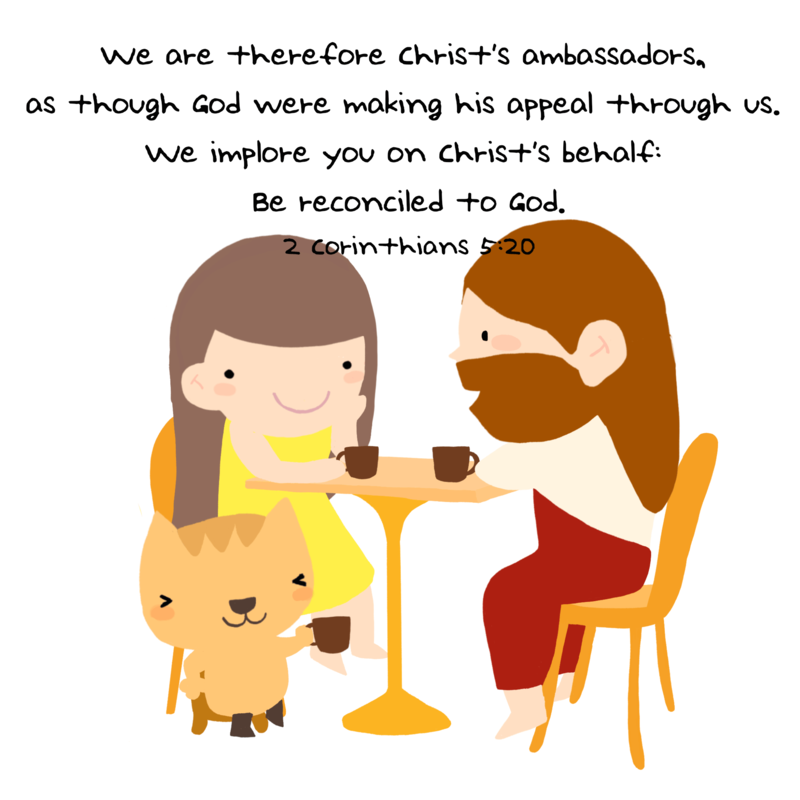 We are therefore Christ's ambassadors,
as though God were making his appeal through us.
We implore you on Christ's behalf:
Be reconciled to God.
2 Corinthians 5:20